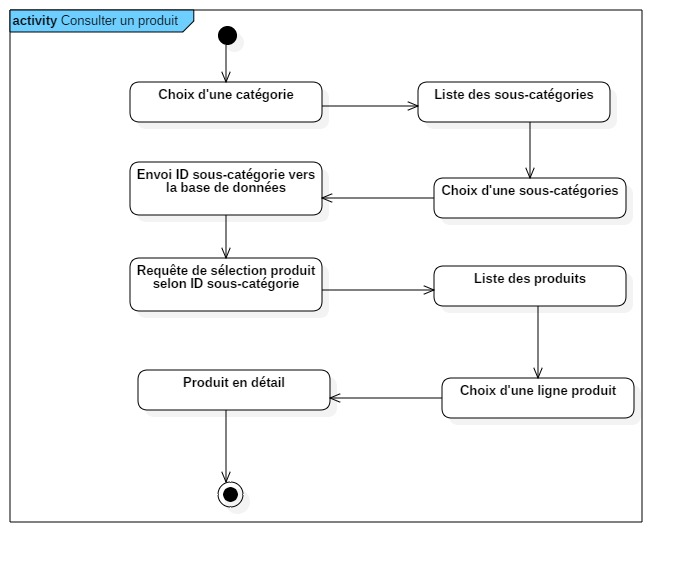 activity Consulter un produit
Choix d'une catégorie
Liste des sous-catégories
Choix d'une sous-catégories
Envoi ID sous-catégorie vers
la base de données
Requête de sélection produit
selon ID sous-catégorie
Liste des produits
Choix d'une ligne produit
Produit en détail